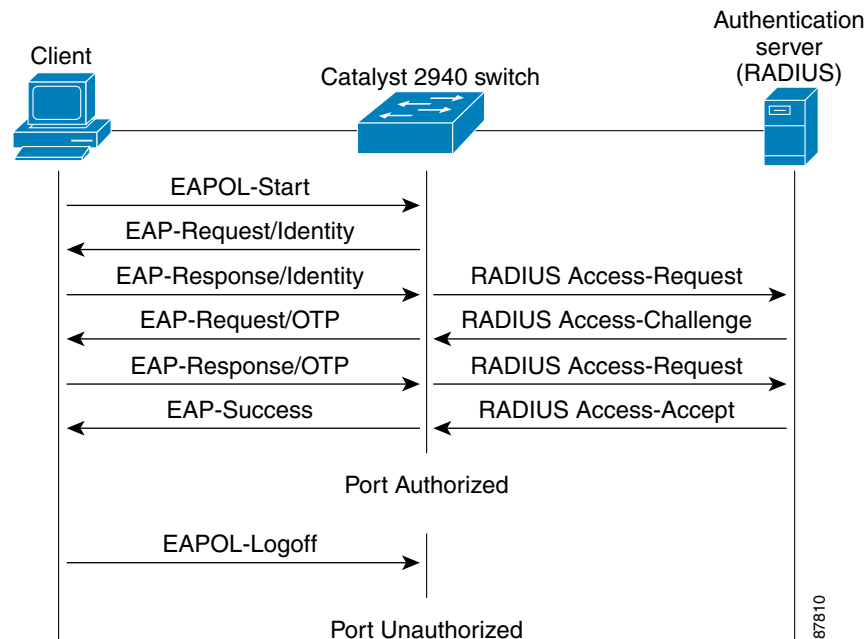 Authentication
server
(RADIUS)
Client
Catalyst 2940 switch
EAPOL-Start
EAP-Request/Identity
EAP-Response/Identity
RADIUS Access-Request
EAP-Request/OTP
RADIUS Access-Challenge
EAP-Response/OTP
RADIUS Access-Request
EAP-Success
RADIUS Access-Accept
Port Authorized
EAPOL-Logoff
Port Unauthorized
87810